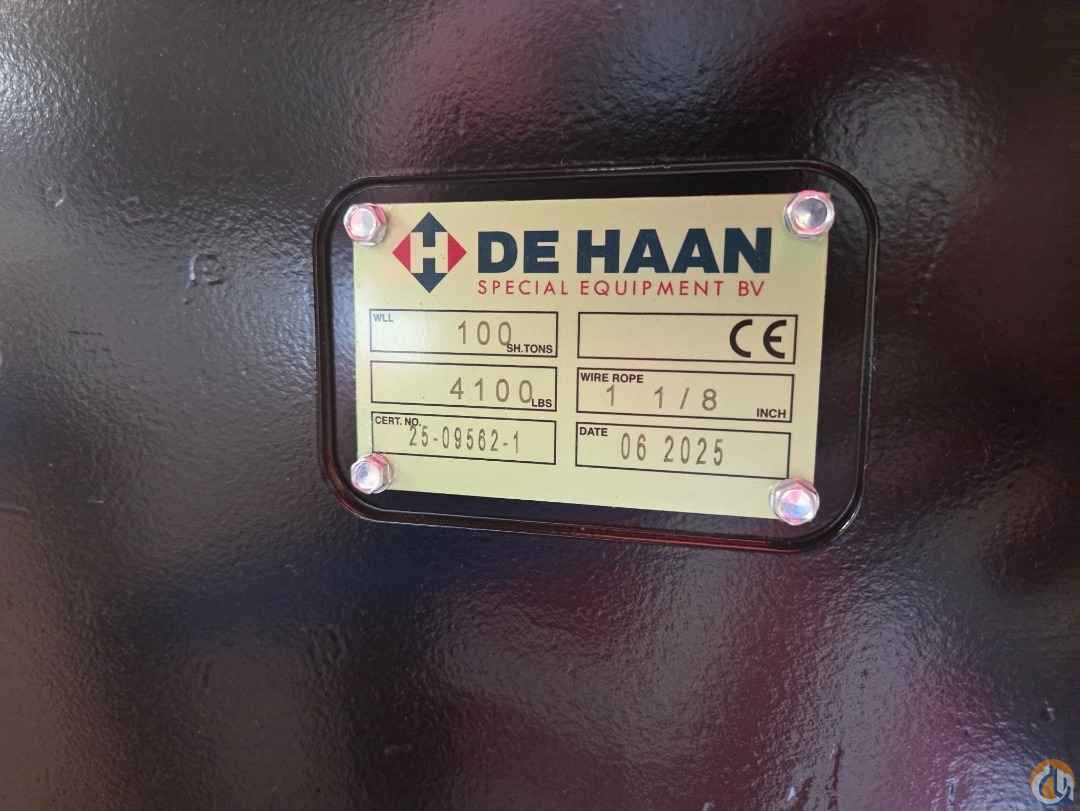 H DE HAAN
SPECIAL EQUIPMENT BV
WLL 100 SH.TONS
CE
4100 LBS
WIRE ROPE 1 1/8 INCH
CERT. NO. 25-09562-1
DATE 06 2025